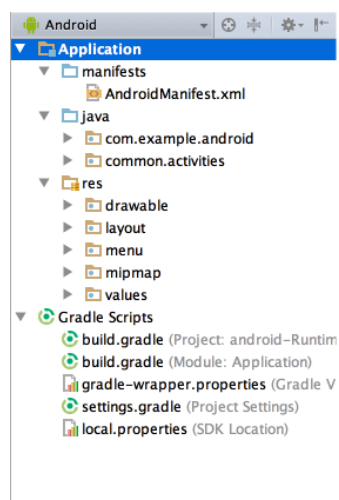 Android
Application
manifests
AndroidManifest.xml
java
com.example.android
common.activities
res
drawable
layout
menu
mipmap
values
Gradle Scripts
build.gradle (Project: android-Runtim
build.gradle (Module: Application)
gradle-wrapper.properties (Gradle V
settings.gradle (Project Settings)
local.properties (SDK Location)